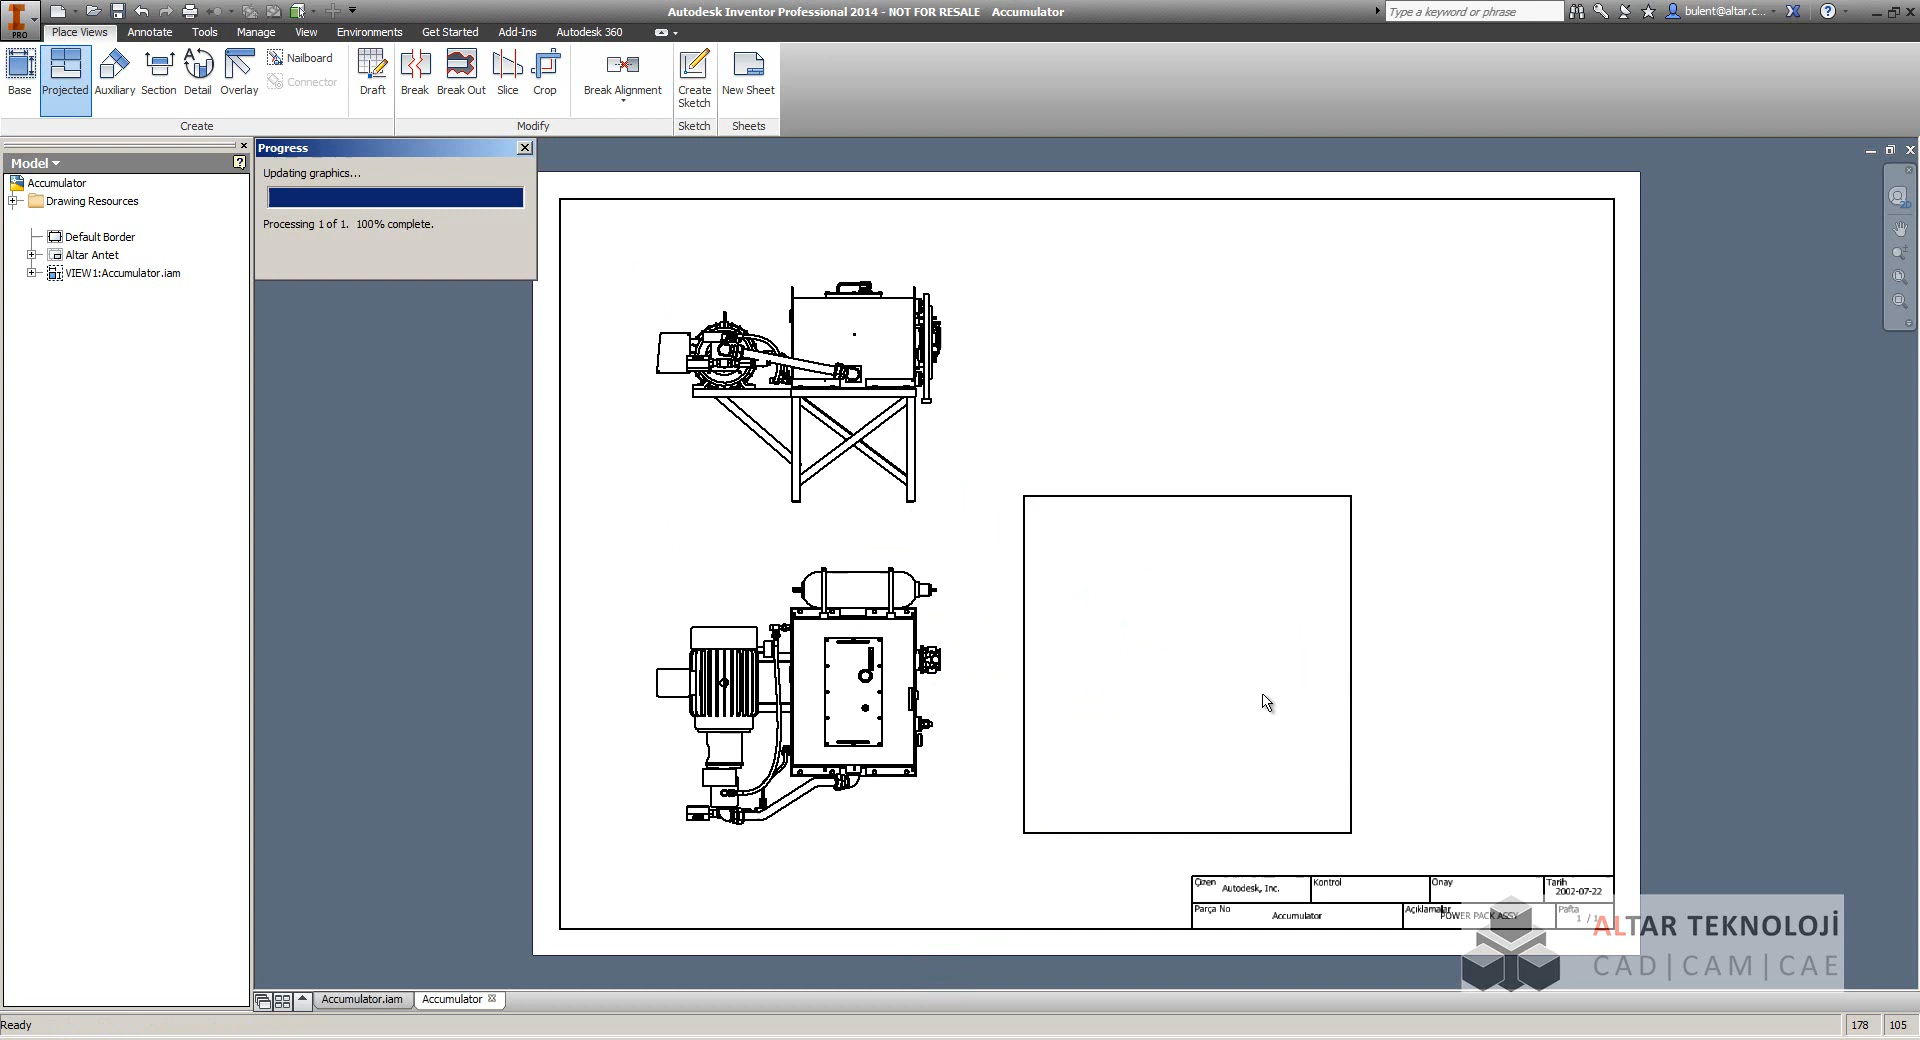 Autodesk Inventor Professional 2014 - NOT FOR RESALE Accumulator
Type a keyword or phrase
bulent@altar.c...
PRO
Place Views Annotate Tools Manage View Environments Get Started Add-Ins Autodesk 360
Base Projected Auxiliary Section Detail Overlay
Nailboard
Connector
Draft Break Break Out Slice Crop Break Alignment Create Sketch New Sheet
Create Modify Sketch Sheets
Model
Accumulator
Drawing Resources
Default Border
Altar Antet
VIEW1:Accumulator.iam
Progress
Updating graphics...
Processing 1 of 1. 100% complete.
2D
Çizen Autodesk, Inc. Kontrol Onay Tarih 2002-07-22
Parça No Accumulator Açıklamalar POWER PACK ASSY Pafta 1 / 1
ALTAR TEKNOLOJİ
CAD|CAM|CAE
Accumulator.iam Accumulator
Ready 178 105